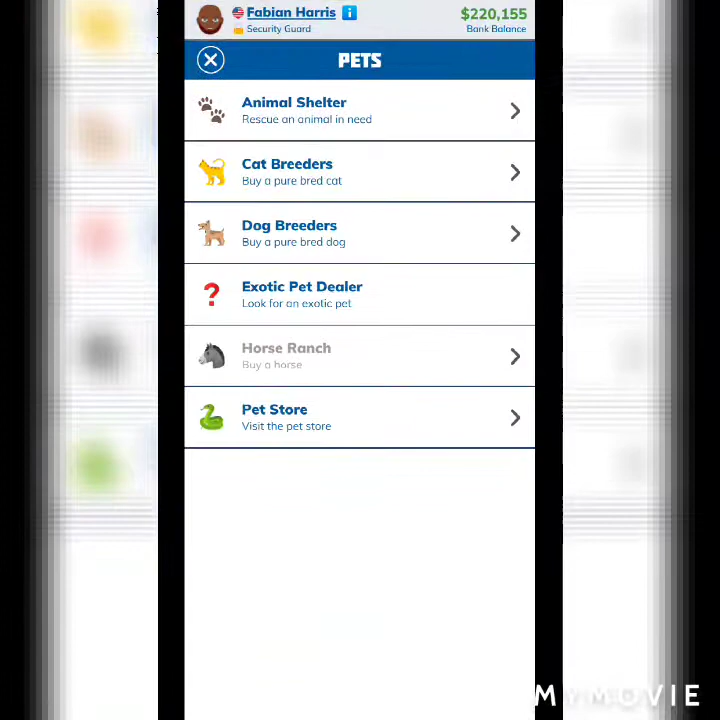 Fabian Harris
Security Guard
$220,155
Bank Balance
PETS
Animal Shelter
Rescue an animal in need
Cat Breeders
Buy a pure bred cat
Dog Breeders
Buy a pure bred dog
Exotic Pet Dealer
Look for an exotic pet
Horse Ranch
Buy a horse
Pet Store
Visit the pet store
MYMOVIE